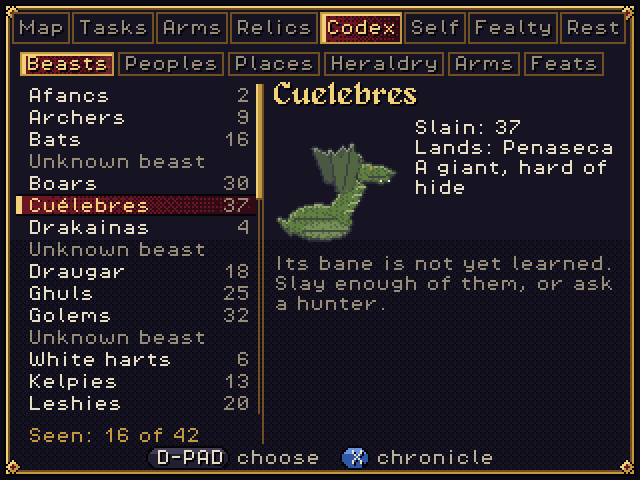 Map Tasks Arms Relics Codex Self Fealty Rest
Beasts Peoples Places Heraldry Arms Feats
Afancs 2
Archers 9
Bats 16
Unknown beast
Boars 30
Cuélebres 37
Drakainas 4
Unknown beast
Draugar 18
Ghuls 25
Golems 32
Unknown beast
White harts 6
Kelpies 13
Leshies 20
Seen: 16 of 42
Cuelebres
Slain: 37
Lands: Penaseca
A giant, hard of
hide
Its bane is not yet learned.
Slay enough of them, or ask
a hunter.
D-PAD choose X chronicle